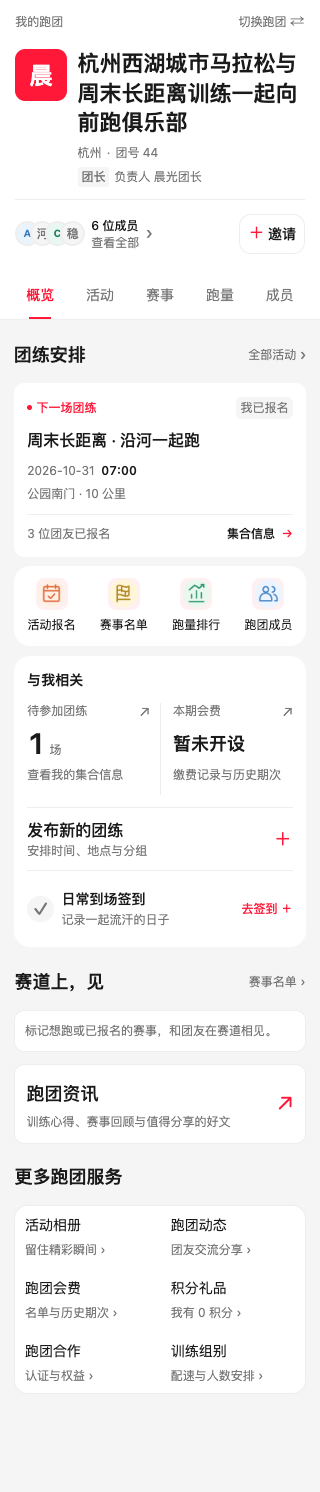 我的跑团
切换跑团 ⇄
晨
杭州西湖城市马拉松与
周末长距离训练一起向
前跑俱乐部
杭州 · 团号 44
团长 负责人 晨光团长
A 河 C 稳
6 位成员
查看全部 ›
+ 邀请
概览 活动 赛事 跑量 成员
团练安排
全部活动 ›
• 下一场团练
我已报名
周末长距离 · 沿河一起跑
2026-10-31 07:00
公园南门 · 10 公里
3 位团友已报名
集合信息 →
活动报名 赛事名单 跑量排行 跑团成员
与我相关
待参加团练 ↗
1 场
查看我的集合信息
本期会费 ↗
暂未开设
缴费记录与历史期次
发布新的团练
安排时间、地点与分组
+
日常到场签到
记录一起流汗的日子
去签到 +
赛道上，见
赛事名单 ›
标记想跑或已报名的赛事，和团友在赛道相见。
跑团资讯
训练心得、赛事回顾与值得分享的好文
↗
更多跑团服务
活动相册
留住精彩瞬间 ›
跑团动态
团友交流分享 ›
跑团会费
名单与历史期次 ›
积分礼品
我有 0 积分 ›
跑团合作
认证与权益 ›
训练组别
配速与人数安排 ›